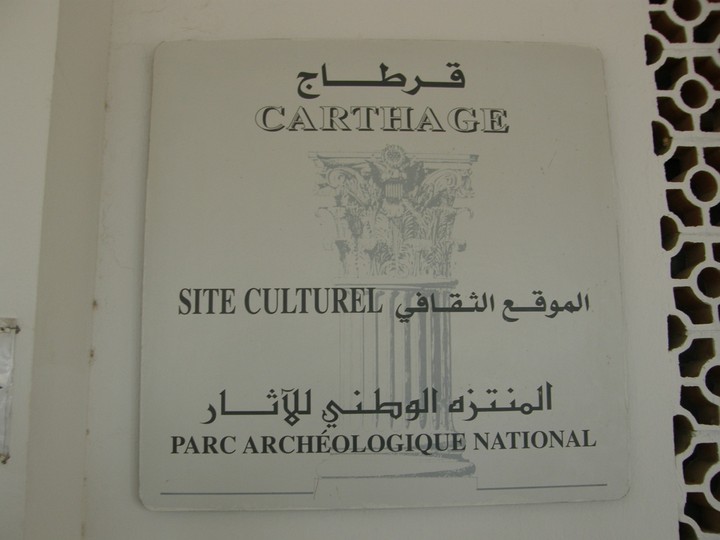 قرطاج
CARTHAGE
SITE CULTUREL الموقع الثقافي
المنتزه الوطني للآثار
PARC ARCHÉOLOGIQUE NATIONAL